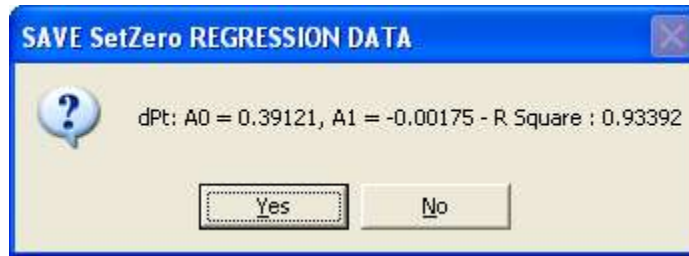 SAVE SetZero REGRESSION DATA
dPt: A0 = 0.39121, A1 = -0.00175 - R Square : 0.93392
Yes
No